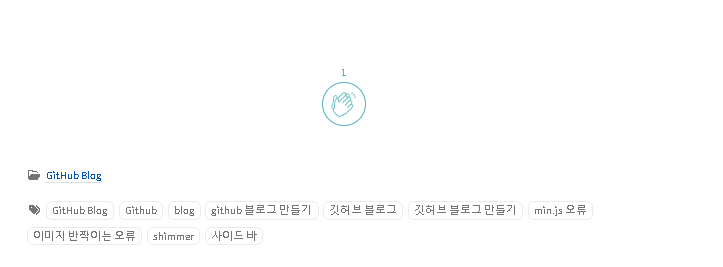 1
GitHub Blog
GitHub Blog Github blog github 블로그 만들기 깃허브 블로그 깃허브 블로그 만들기 min.js 오류
이미지 반짝이는 오류 shimmer 사이드 바